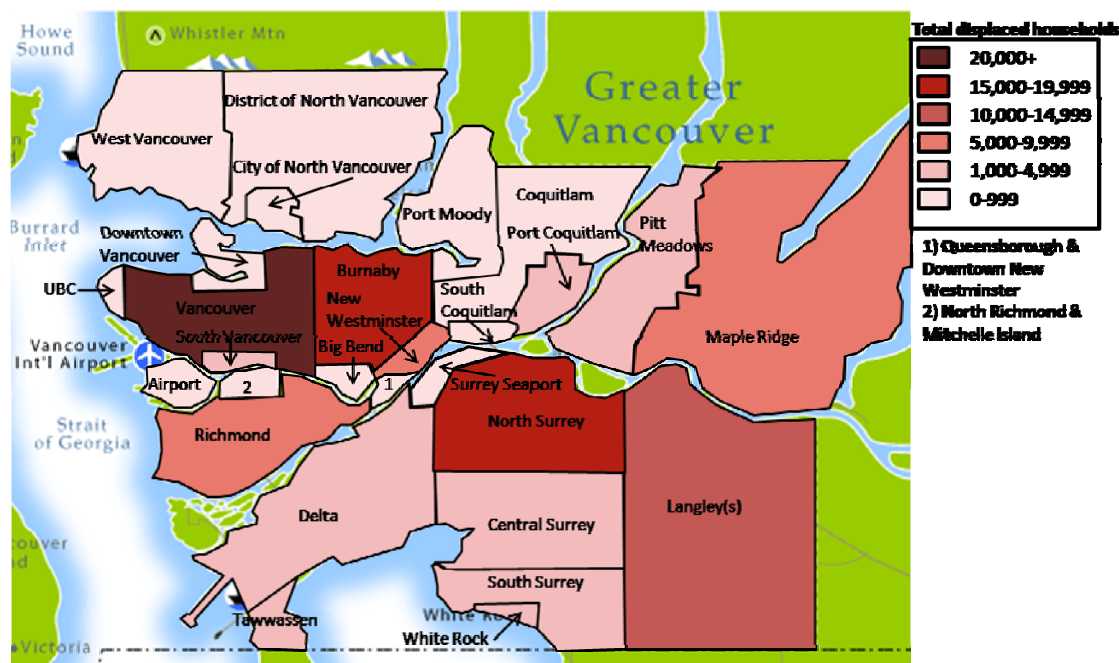 Howe
Sound
Whistler Mtn
Total displaced households
20,000+
15,000-19,999
10,000-14,999
5,000-9,999
1,000-4,999
0-999
Greater
Vancouver
District of North Vancouver
West Vancouver
City of North Vancouver
Coquitlam
Port Moody
Port Coquitlam
Pitt
Meadows
Burrard
Inlet
Downtown
Vancouver
1) Queensborough &
Downtown New
Westminster
2) North Richmond &
Mitchelle Island
Burnaby
UBC
South
Coquitlam
New
Westminster
Vancouver
South Vancouver
Big Bend
Maple Ridge
Vancouver
Int'l Airport
Airport
2
1
Surrey Seaport
Strait
of Georgia
Richmond
North Surrey
Langley(s)
Delta
Central Surrey
couver
nd
South Surrey
White Ro
Tawwassen
White Rock
Victoria